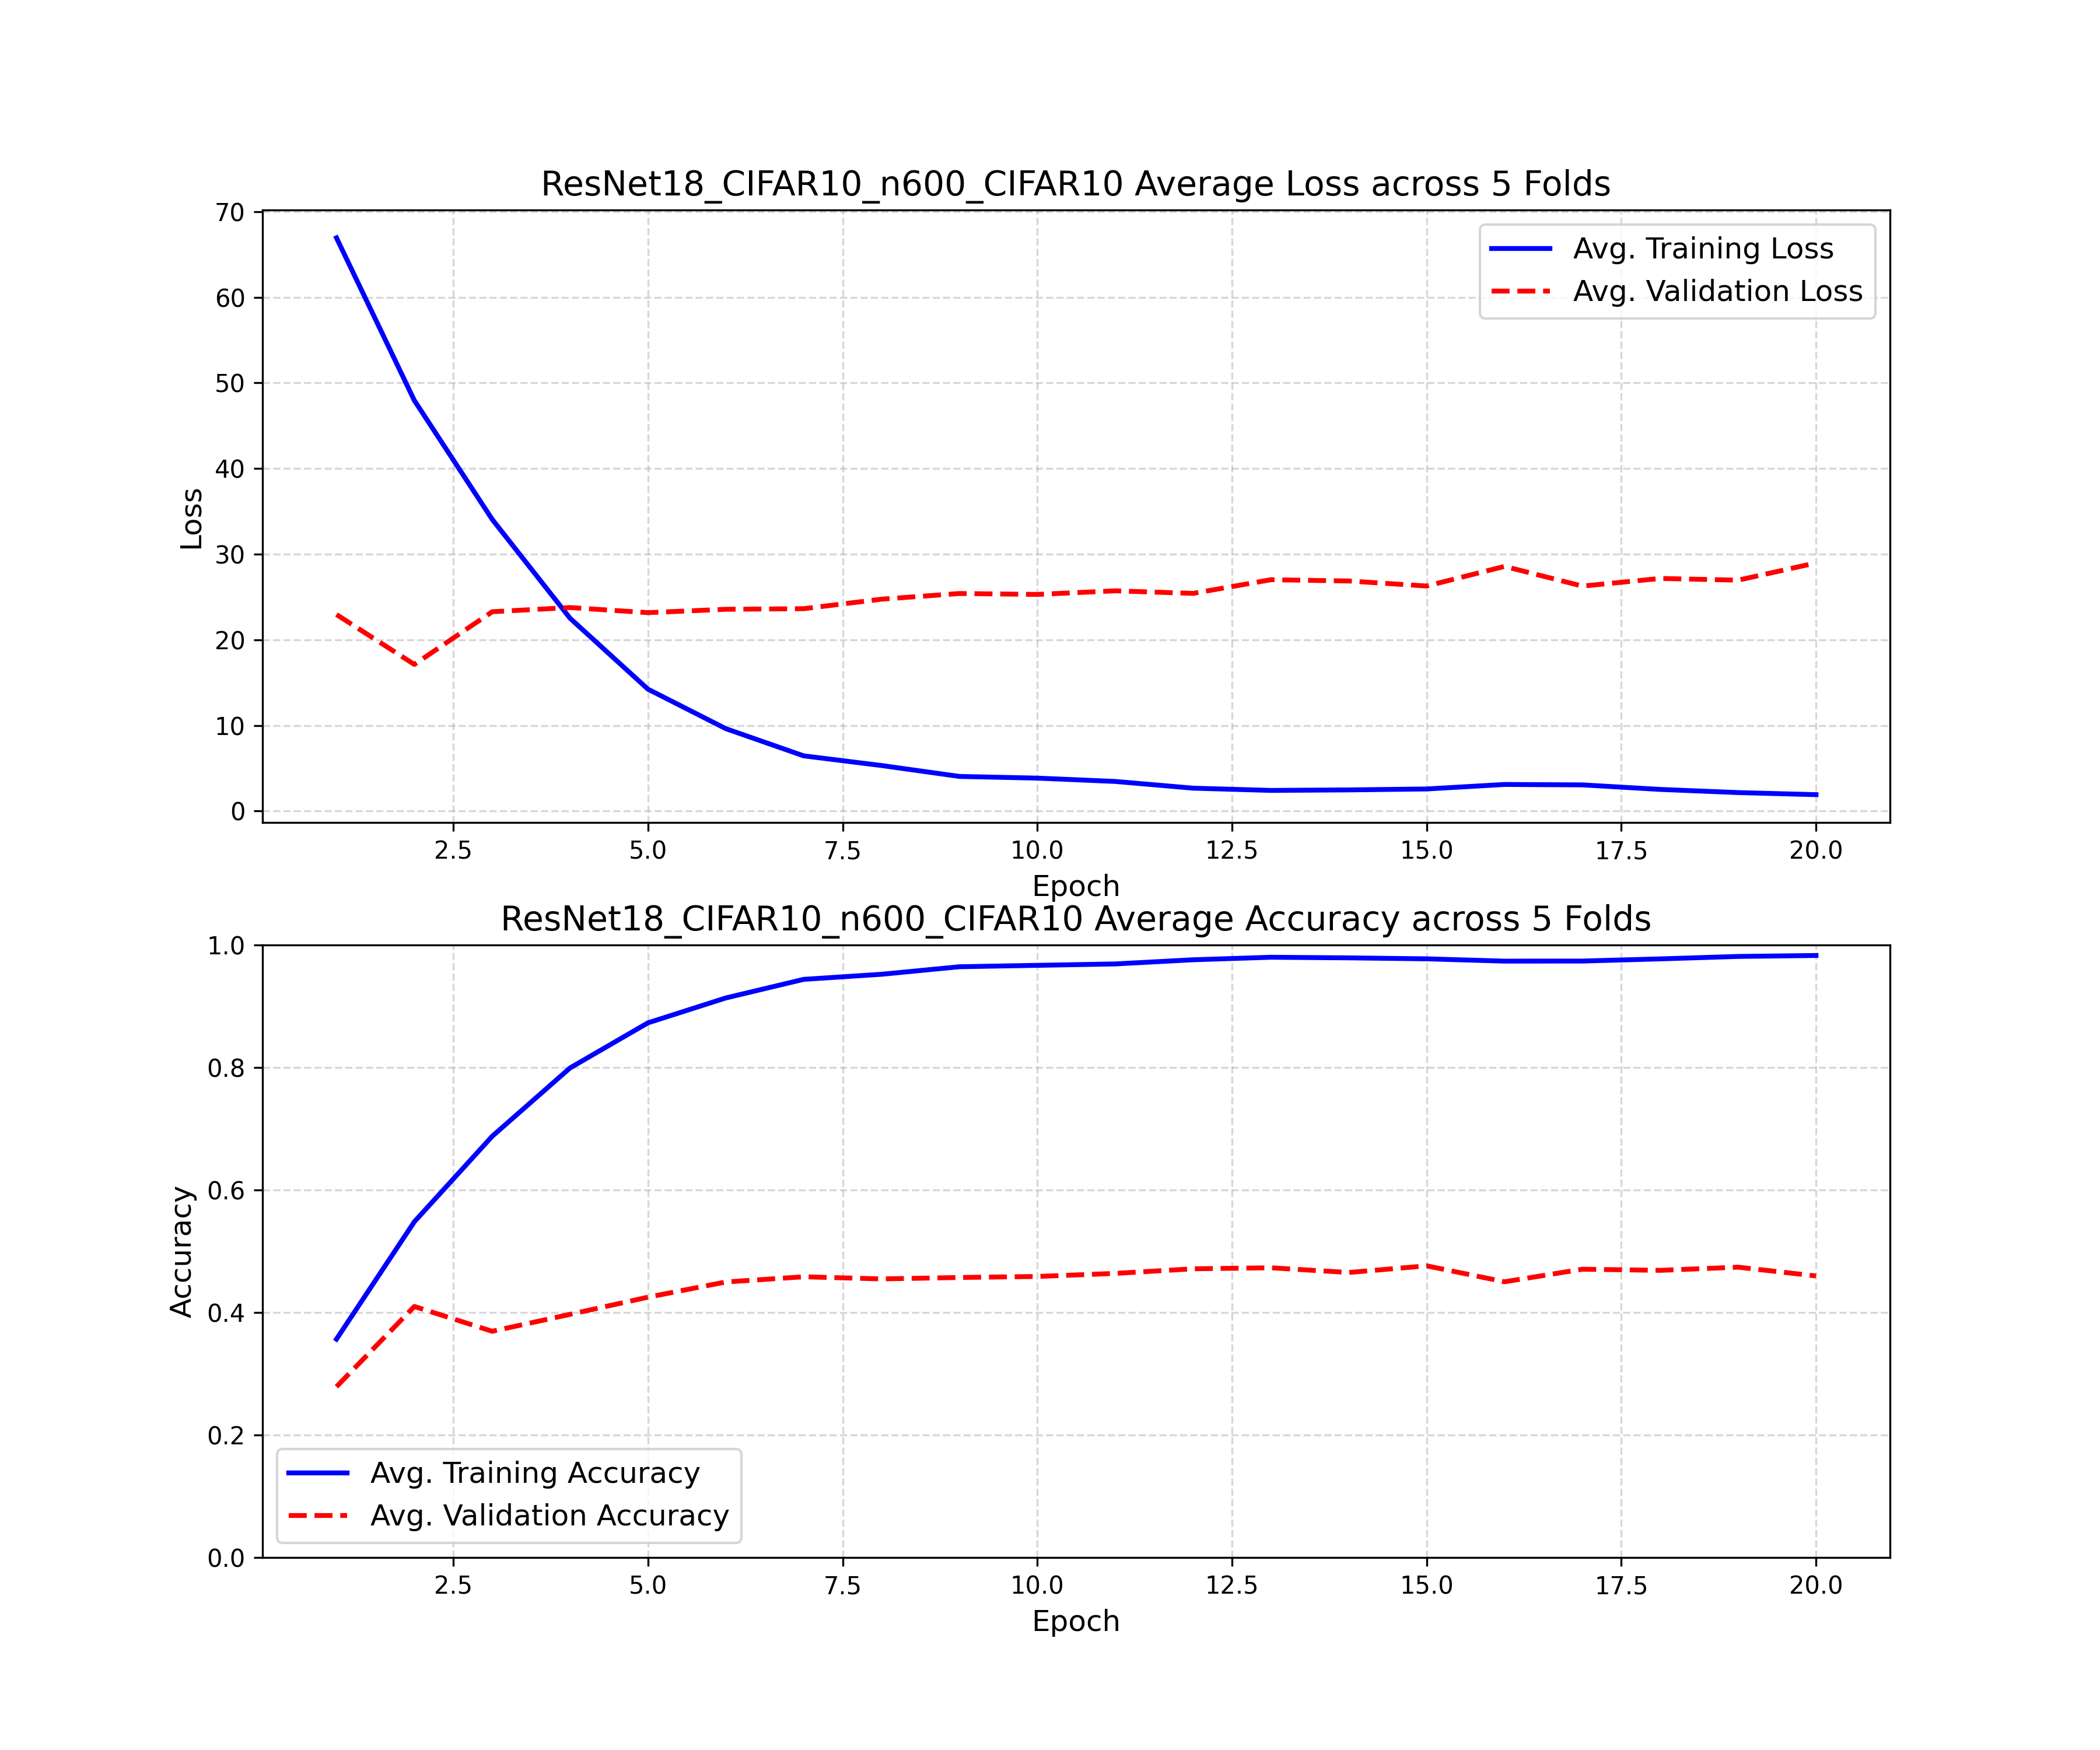 ResNet18_CIFAR10_n600_CIFAR10 Average Loss across 5 Folds
70
60
50
40
30
20
10
0
Loss
Avg. Training Loss
Avg. Validation Loss
2.5 5.0 7.5 10.0 12.5 15.0 17.5 20.0
Epoch
ResNet18_CIFAR10_n600_CIFAR10 Average Accuracy across 5 Folds
1.0
0.8
0.6
0.4
0.2
0.0
Accuracy
Avg. Training Accuracy
Avg. Validation Accuracy
2.5 5.0 7.5 10.0 12.5 15.0 17.5 20.0
Epoch